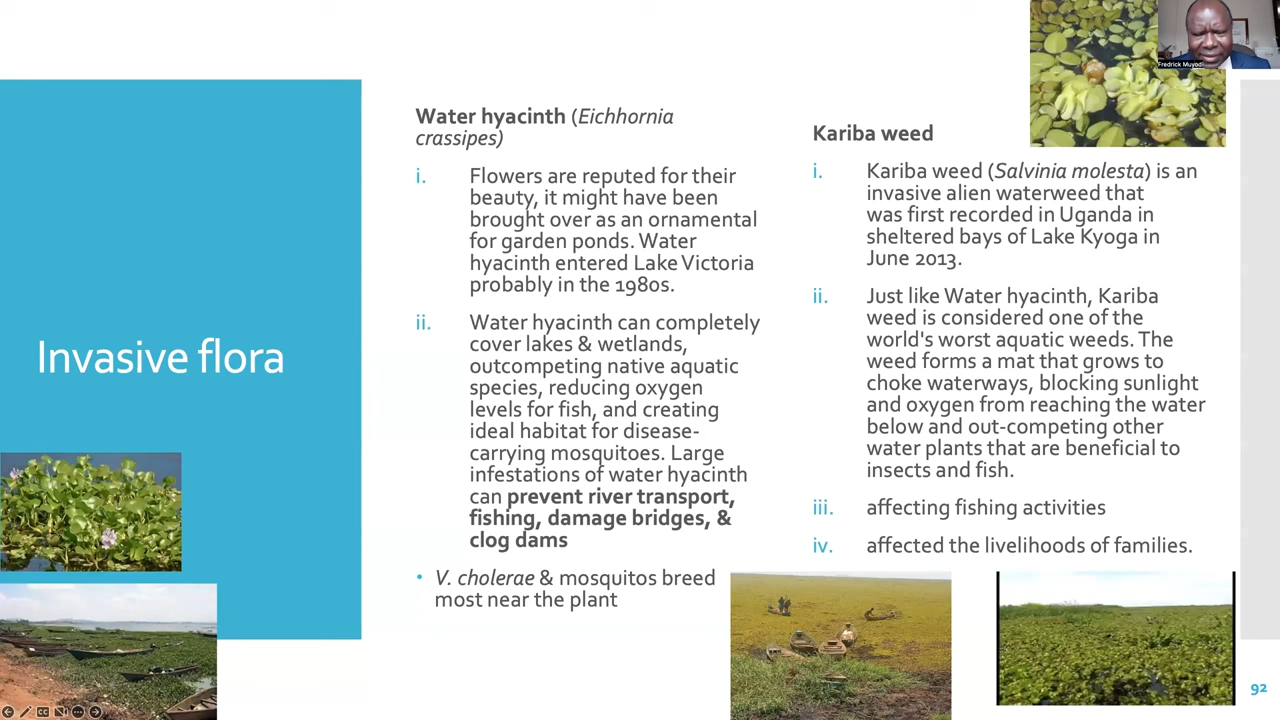 Fredrick Muyodi
Invasive flora
Water hyacinth (Eichhornia
crassipes)
i. Flowers are reputed for their
beauty, it might have been
brought over as an ornamental
for garden ponds. Water
hyacinth entered Lake Victoria
probably in the 1980s.
ii. Water hyacinth can completely
cover lakes & wetlands,
outcompeting native aquatic
species, reducing oxygen
levels for fish, and creating
ideal habitat for disease-
carrying mosquitoes. Large
infestations of water hyacinth
can prevent river transport,
fishing, damage bridges, &
clog dams
• V. cholerae & mosquitos breed
most near the plant
Kariba weed
i. Kariba weed (Salvinia molesta) is an
invasive alien waterweed that
was first recorded in Uganda in
sheltered bays of Lake Kyoga in
June 2013.
ii. Just like Water hyacinth, Kariba
weed is considered one of the
world's worst aquatic weeds. The
weed forms a mat that grows to
choke waterways, blocking sunlight
and oxygen from reaching the water
below and out-competing other
water plants that are beneficial to
insects and fish.
iii. affecting fishing activities
iv. affected the livelihoods of families.
92